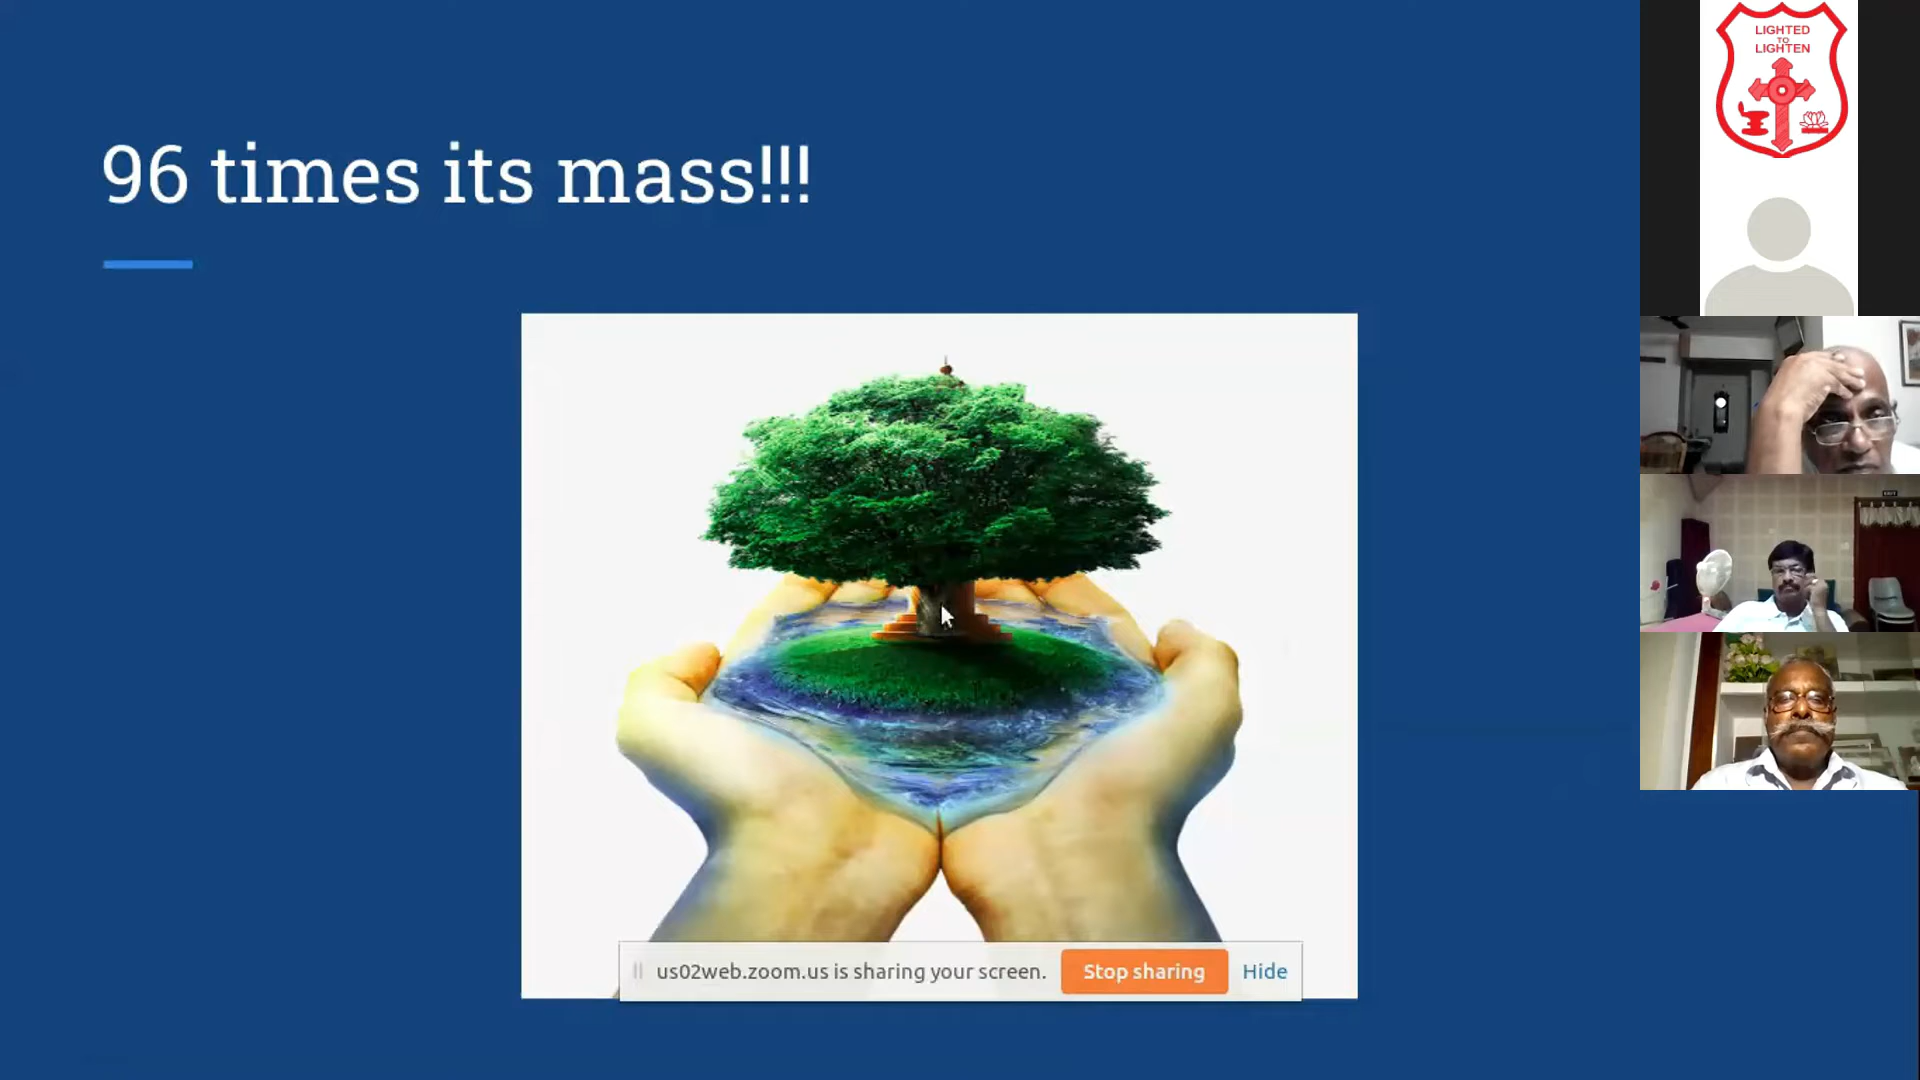 96 times its mass!!!
us02web.zoom.us is sharing your screen. Stop sharing Hide
LIGHTED
TO
LIGHTEN